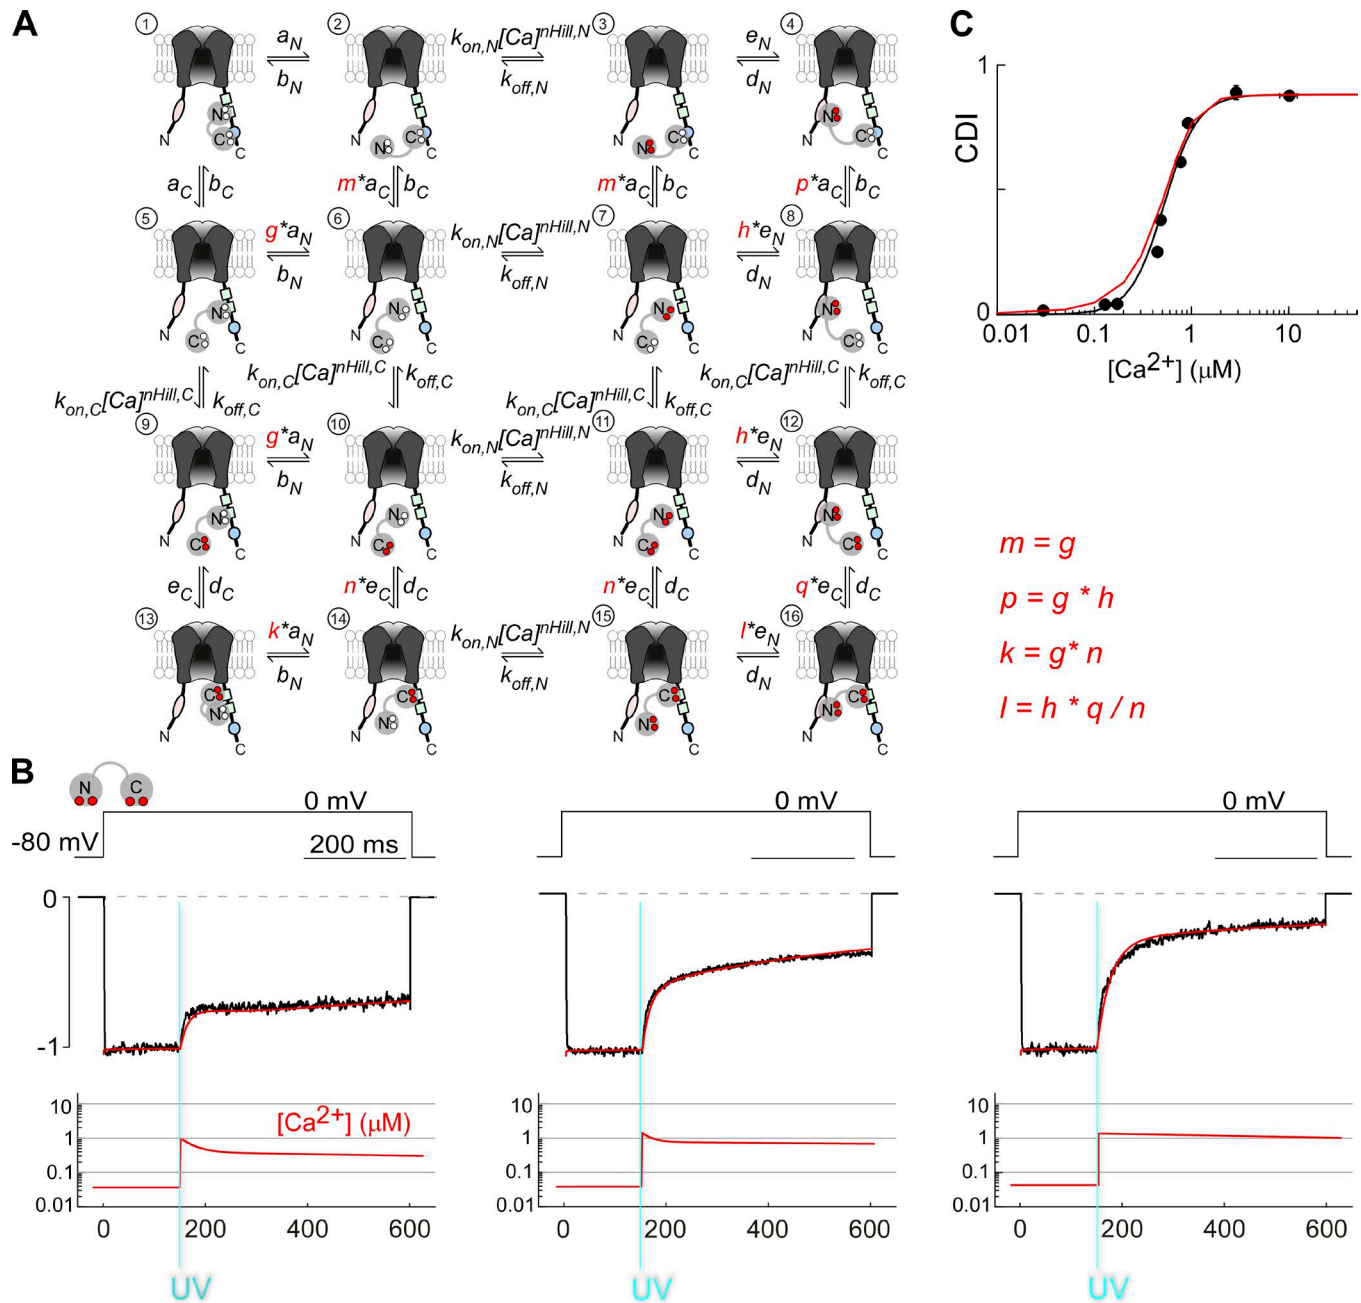 A
C
1
a_N
b_N
2
k_on,N[Ca]^nHill,N
k_off,N
3
e_N
d_N
4
N C N C
N C N C
N C N C
N C N C
a_C b_C
m*a_C b_C
m*a_C b_C
p*a_C b_C
5
g*a_N
b_N
6
k_on,N[Ca]^nHill,N
k_off,N
7
h*e_N
d_N
8
N C N C
N C N C
N C N C
N C N C
k_on,C[Ca]^nHill,C k_off,C
k_on,C[Ca]^nHill,C k_off,C
k_on,C[Ca]^nHill,C k_off,C
k_on,C[Ca]^nHill,C k_off,C
9
g*a_N
b_N
10
k_on,N[Ca]^nHill,N
k_off,N
11
h*e_N
d_N
12
N C N C
N C N C
N C N C
N C N C
e_C d_C
n*e_C d_C
n*e_C d_C
q*e_C d_C
13
k*a_N
b_N
14
k_on,N[Ca]^nHill,N
k_off,N
15
l*e_N
d_N
16
C N N C
C N N C
C N N C
N C N C
1
CDI
0
0.01 0.1 1 10
[Ca2+] (μM)
m = g
p = g * h
k = g* n
l = h * q / n
B
N C
0 mV
-80 mV
200 ms
0 mV
0 mV
0
-1
[Ca2+] (μM)
10
1
0.1
0.01
0 200 400 600
UV
10
1
0.1
0.01
0 200 400 600
UV
10
1
0.1
0.01
0 200 400 600
UV